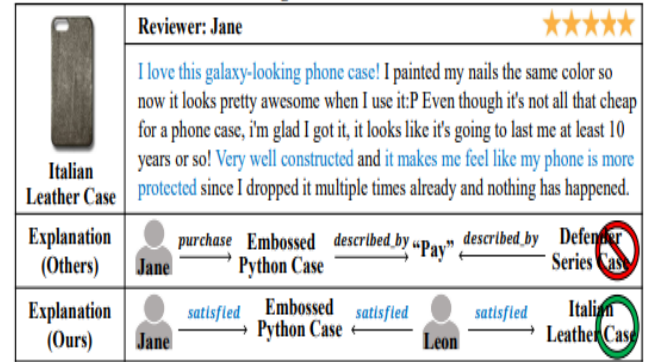 Reviewer: Jane
I love this galaxy-looking phone case! I painted my nails the same color so
now it looks pretty awesome when I use it:P Even though it's not all that cheap
for a phone case, i'm glad I got it, it looks like it's going to last me at least 10
years or so! Very well constructed and it makes me feel like my phone is more
protected since I dropped it multiple times already and nothing has happened.
Italian
Leather Case
Explanation
(Others)
Jane
purchase
Embossed
Python Case
described_by
"Pay"
described_by
Defender
Series Case
Explanation
(Ours)
Jane
satisfied
Embossed
Python Case
satisfied
Leon
satisfied
Italian
Leather Case